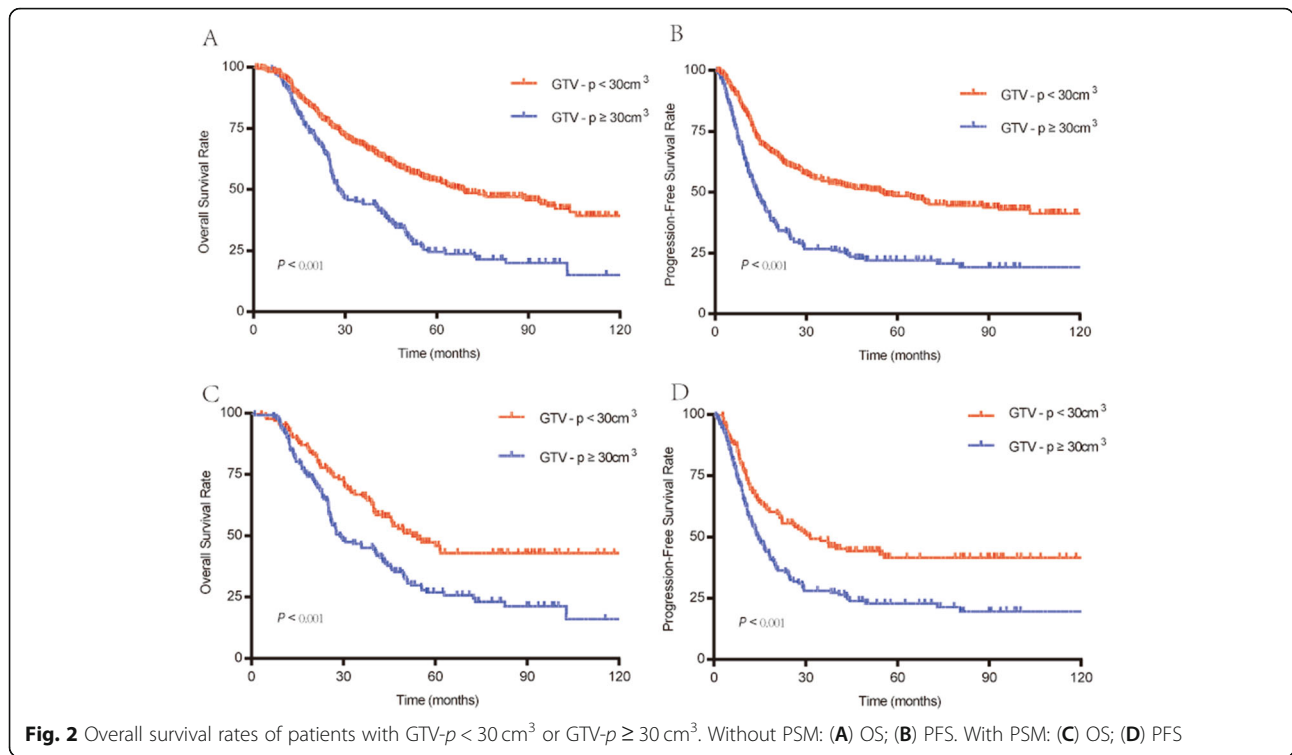 A
GTV - p < 30cm³
GTV - p ≥ 30cm³
100
75
50
25
0
Overall Survival Rate
P < 0.001
0 30 60 90 120
Time (months)
B
GTV - p < 30cm³
GTV - p ≥ 30cm³
100
75
50
25
0
Progression-Free Survival Rate
P < 0.001
0 30 60 90 120
Time (months)
C
GTV - p < 30cm³
GTV - p ≥ 30cm³
100
75
50
25
0
Overall Survival Rate
P < 0.001
0 30 60 90 120
Time (months)
D
GTV - p < 30cm³
GTV - p ≥ 30cm³
100
75
50
25
0
Progression-Free Survival Rate
P < 0.001
0 30 60 90 120
Time (months)
Fig. 2 Overall survival rates of patients with GTV-p < 30 cm³ or GTV-p ≥ 30 cm³. Without PSM: (A) OS; (B) PFS. With PSM: (C) OS; (D) PFS